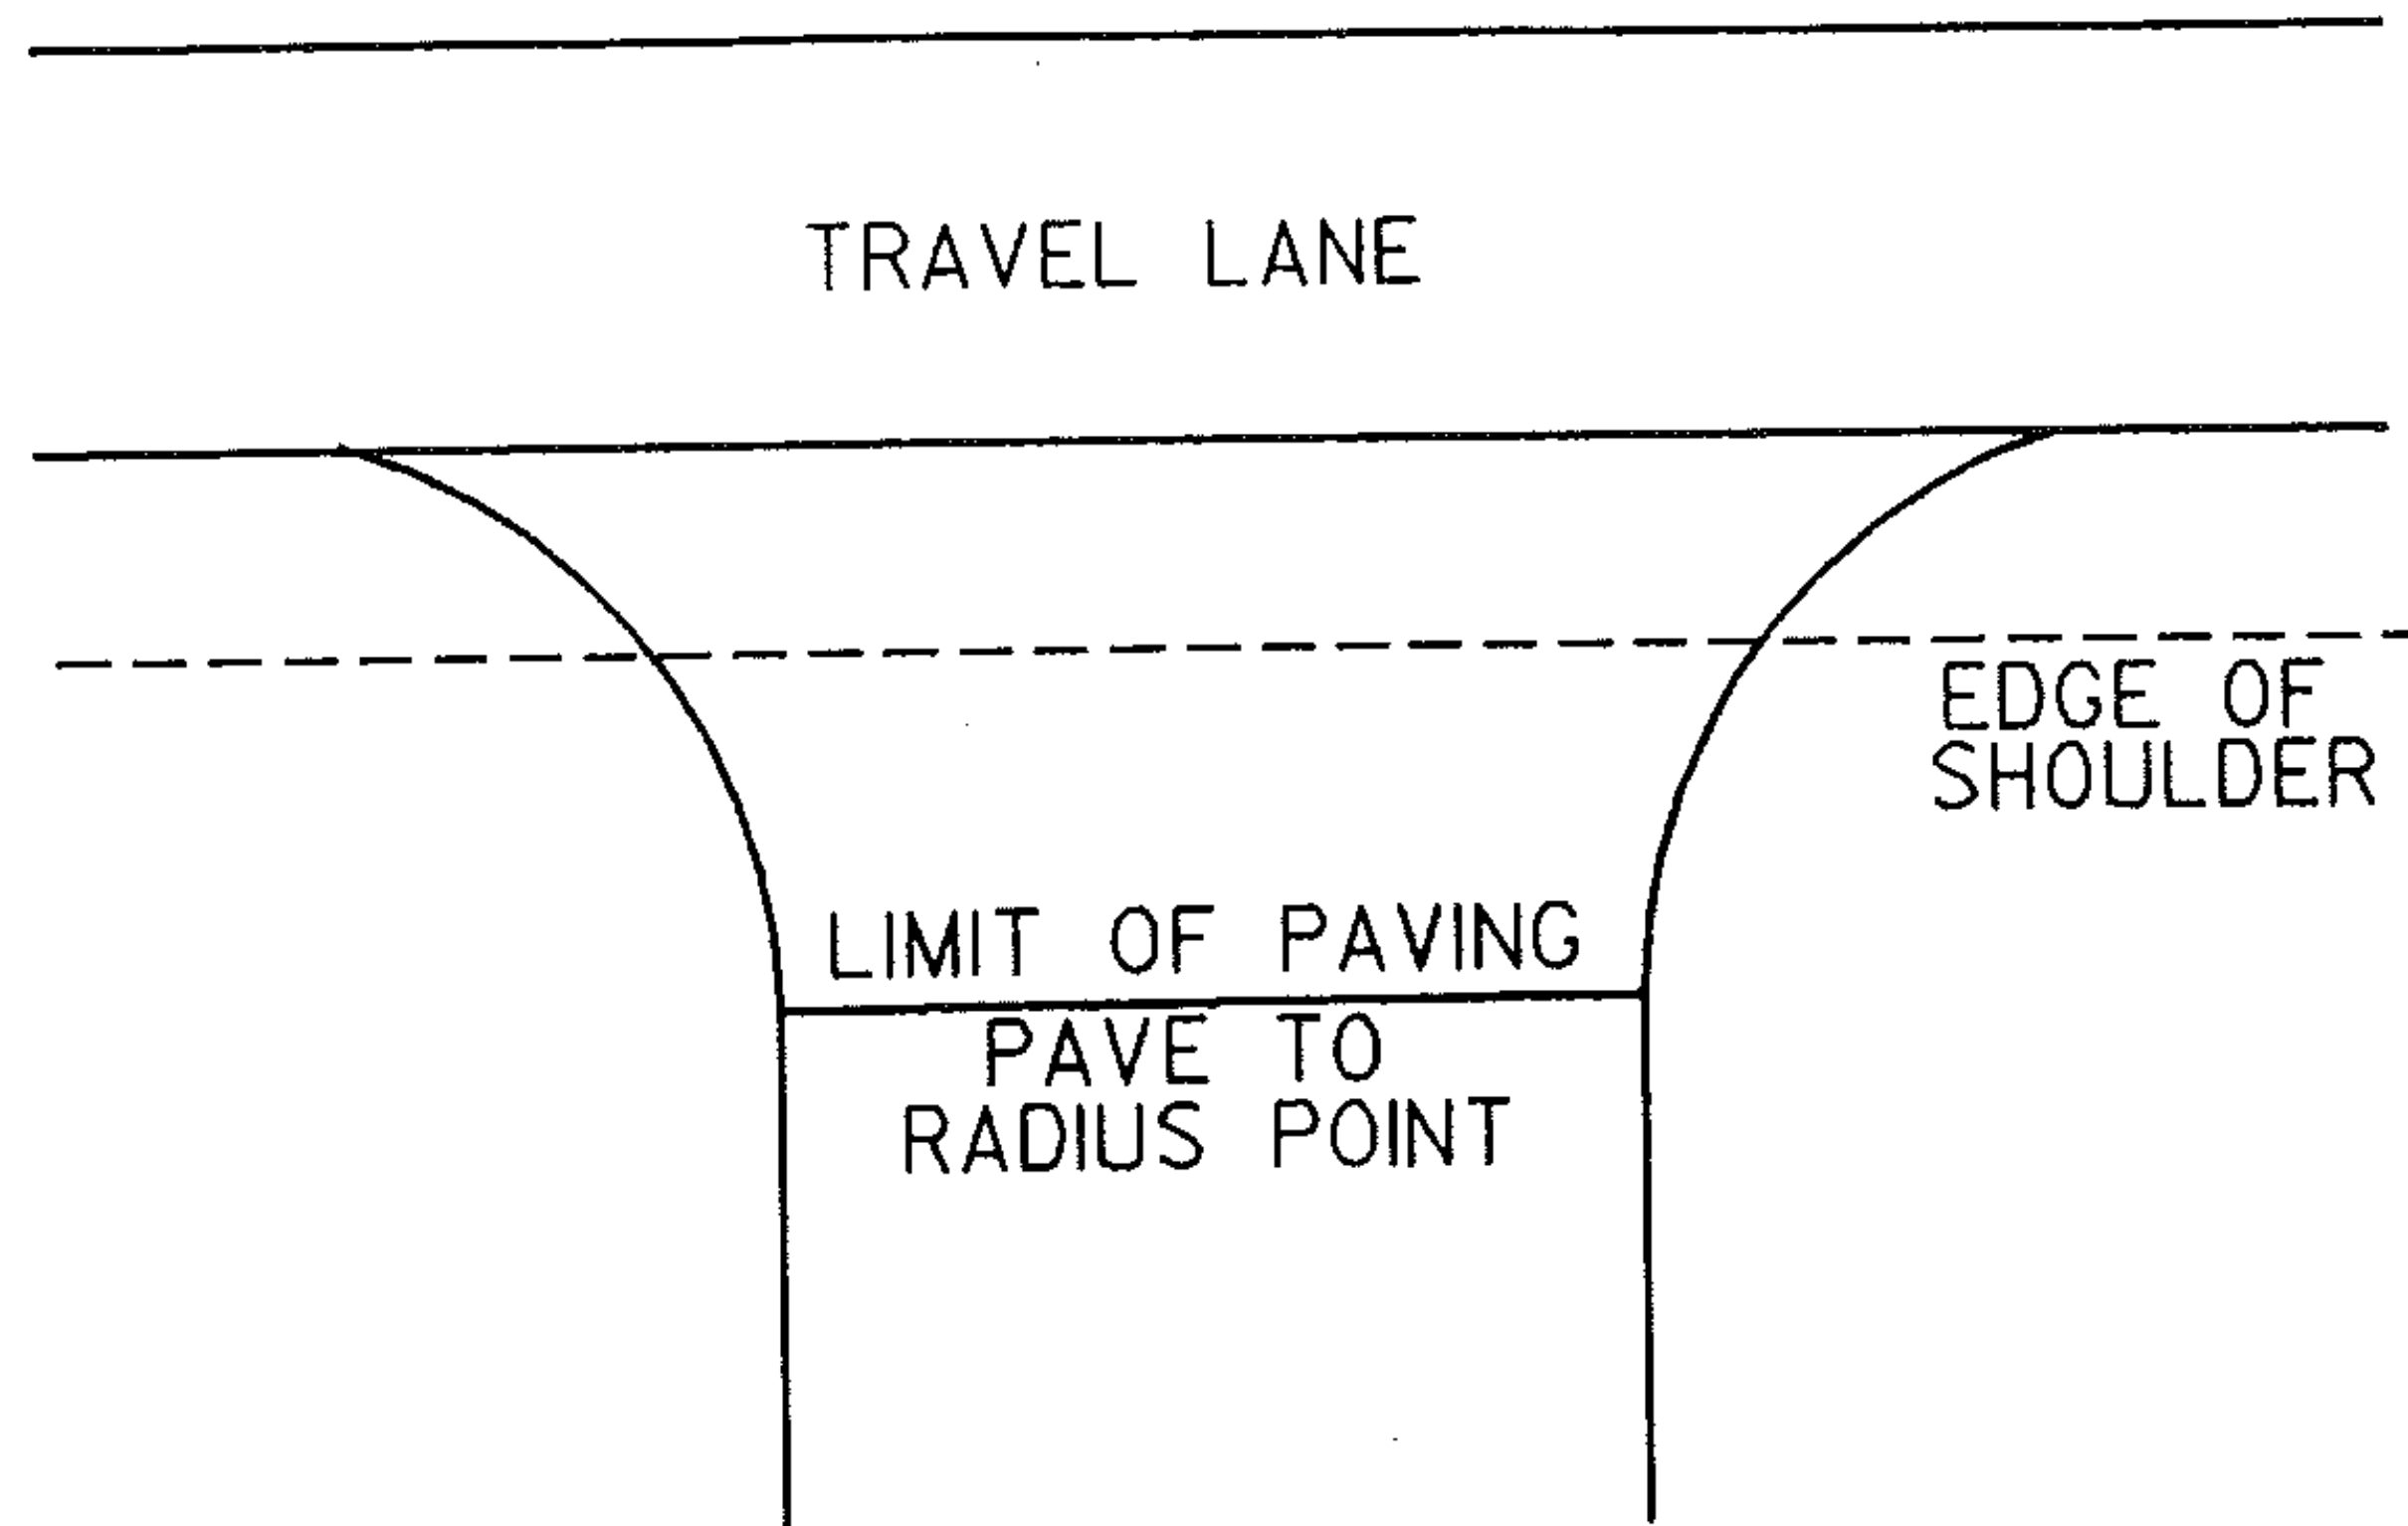 TRAVEL LANE
EDGE OF
SHOULDER
LIMIT OF PAVING
PAVE TO
RADIUS POINT